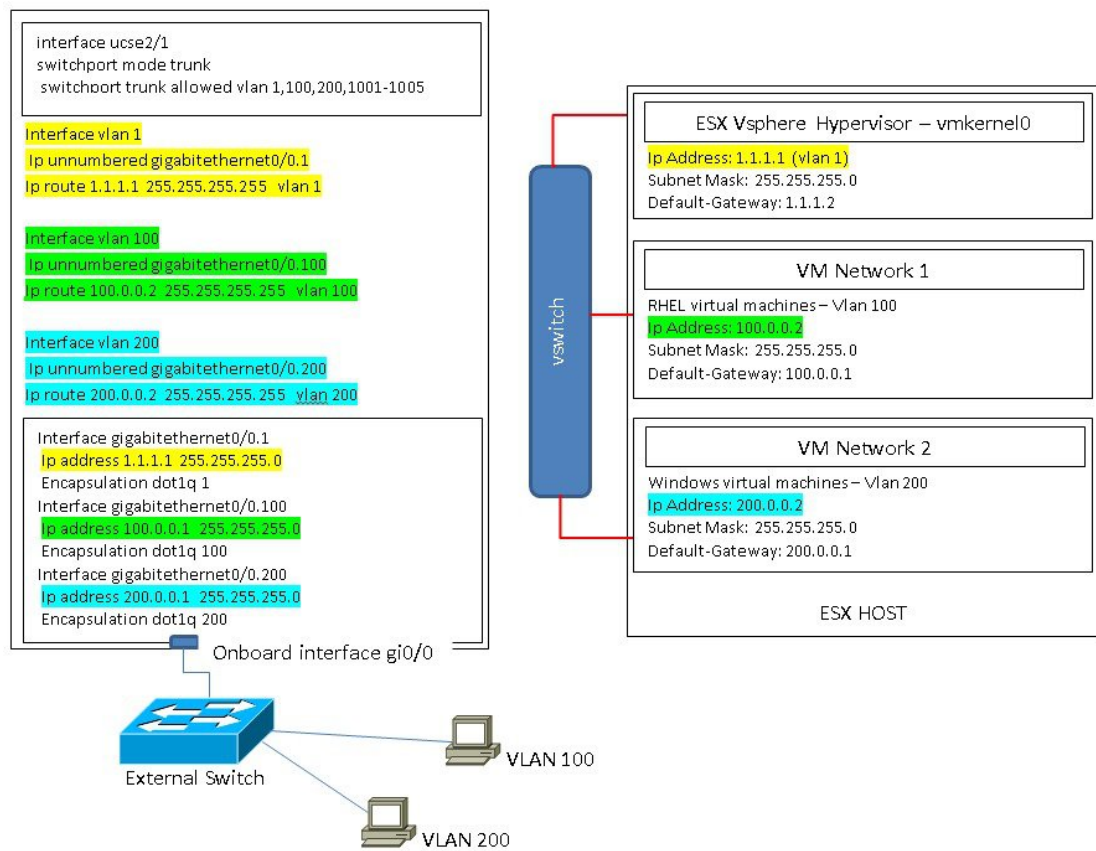 interface ucse2/1
switchport mode trunk
switchport trunk allowed vlan 1,100,200,1001-1005
Interface vlan 1
Ip unnumbered gigabitethernet0/0.1
Ip route 1.1.1.1 255.255.255.255 vlan 1
Interface vlan 100
Ip unnumbered gigabitethernet0/0.100
Ip route 100.0.0.2 255.255.255.255 vlan 100
Interface vlan 200
Ip unnumbered gigabitethernet0/0.200
Ip route 200.0.0.2 255.255.255.255 vlan 200
Interface gigabitethernet0/0.1
Ip address 1.1.1.1 255.255.255.0
Encapsulation dot1q 1
Interface gigabitethernet0/0.100
Ip address 100.0.0.1 255.255.255.0
Encapsulation dot1q 100
Interface gigabitethernet0/0.200
Ip address 200.0.0.1 255.255.255.0
Encapsulation dot1q 200
Onboard interface gi0/0
External Switch
VLAN 100
VLAN 200
vswitch
ESX Vsphere Hypervisor – vmkernel0
Ip Address: 1.1.1.1 (vlan 1)
Subnet Mask: 255.255.255.0
Default-Gateway: 1.1.1.2
VM Network 1
RHEL virtual machines – Vlan 100
Ip Address: 100.0.0.2
Subnet Mask: 255.255.255.0
Default-Gateway: 100.0.0.1
VM Network 2
Windows virtual machines – Vlan 200
Ip Address: 200.0.0.2
Subnet Mask: 255.255.255.0
Default-Gateway: 200.0.0.1
ESX HOST